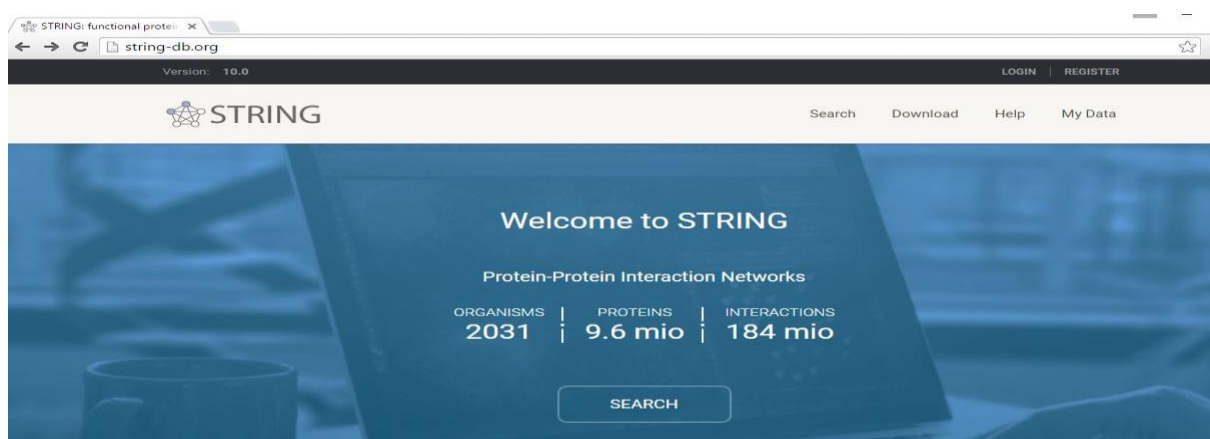 STRING: functional protei
string-db.org
Version: 10.0 LOGIN | REGISTER
STRING Search Download Help My Data
Welcome to STRING
Protein-Protein Interaction Networks
ORGANISMS | PROTEINS | INTERACTIONS
2031 | 9.6 mio | 184 mio
SEARCH